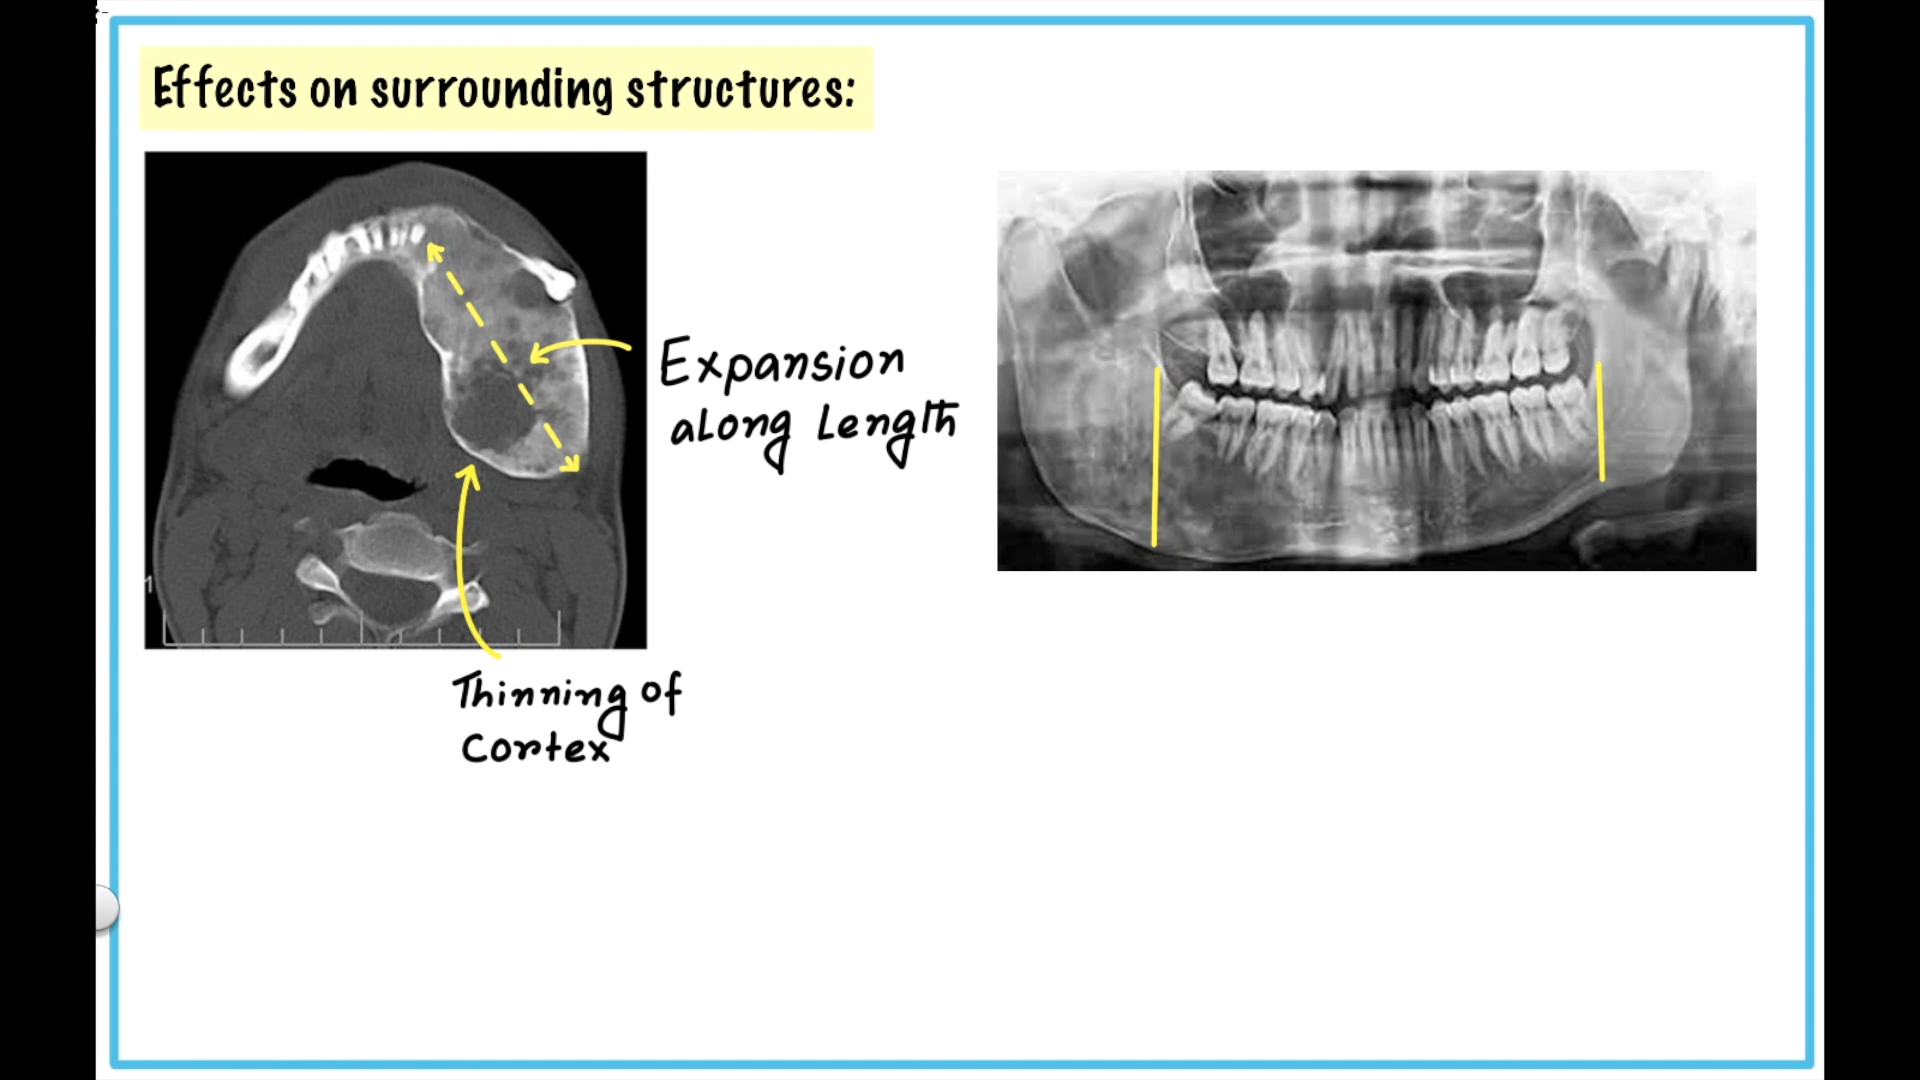 Effects on surrounding structures:
Expansion
along Length
Thinning of
Cortex